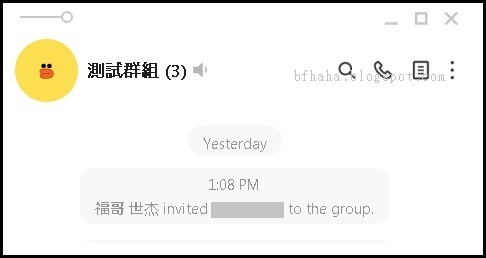 測試群組 (3)
bfhaha.blogspot.com
Yesterday
1:08 PM
福哥 世杰 invited to the group.